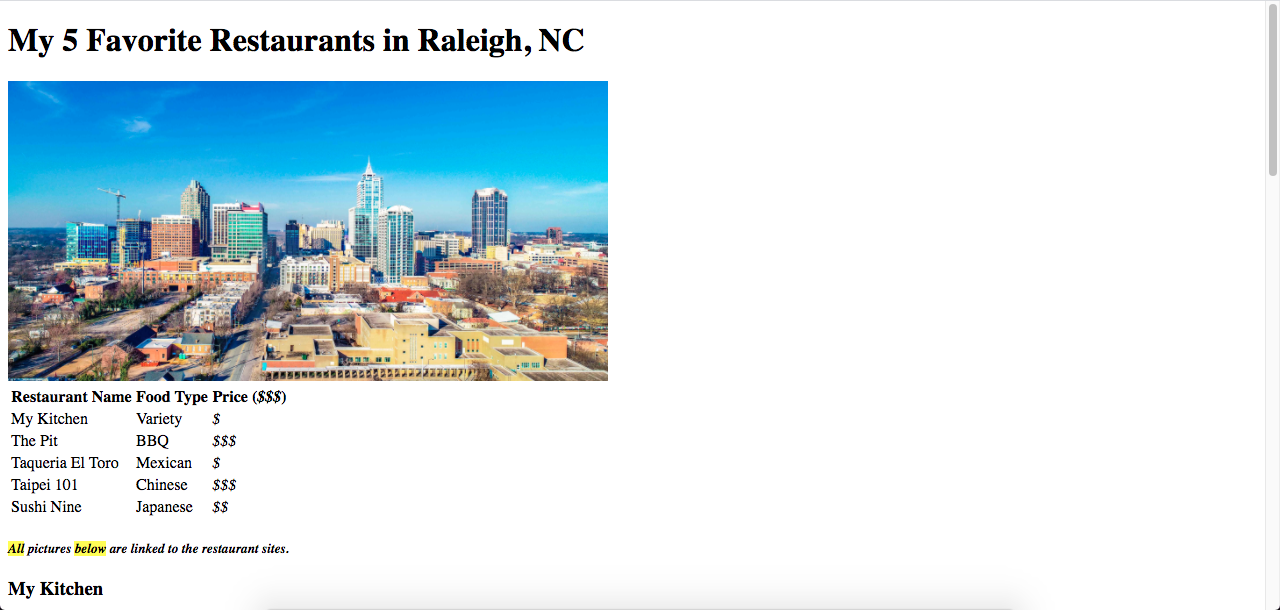 My 5 Favorite Restaurants in Raleigh, NC
Restaurant Name Food Type Price ($$$)
My Kitchen Variety $
The Pit BBQ $$$
Taqueria El Toro Mexican $
Taipei 101 Chinese $$$
Sushi Nine Japanese $$
All pictures below are linked to the restaurant sites.
My Kitchen